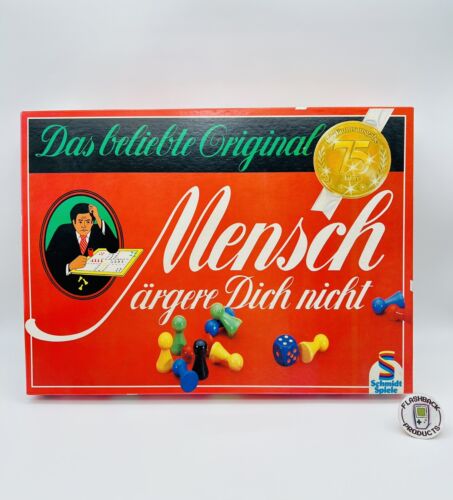 Das beliebte Original
75
Mensch
ärgere Dich nicht
S
Schmidt
Spiele
FLASHBACK
PRODUCTS